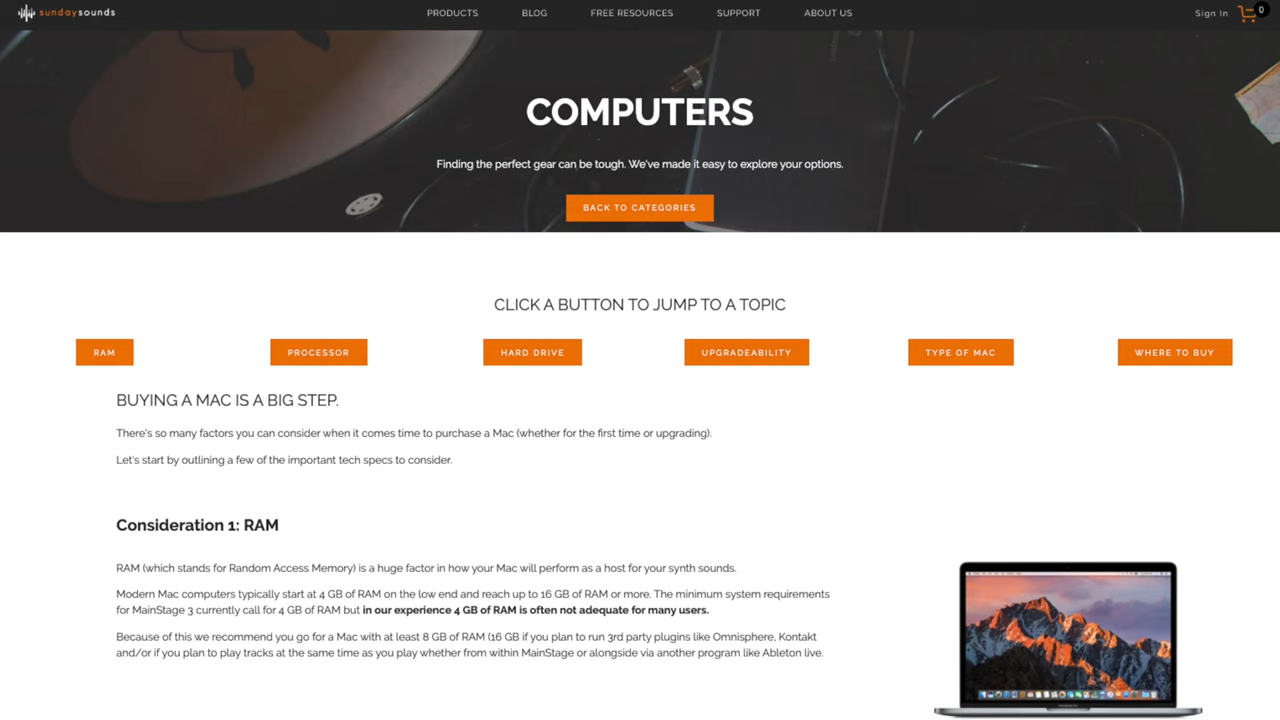 sundaysounds
PRODUCTS
BLOG
FREE RESOURCES
SUPPORT
ABOUT US
Sign In
0
COMPUTERS
Finding the perfect gear can be tough. We've made it easy to explore your options.
BACK TO CATEGORIES
CLICK A BUTTON TO JUMP TO A TOPIC
RAM
PROCESSOR
HARD DRIVE
UPGRADEABILITY
TYPE OF MAC
WHERE TO BUY
BUYING A MAC IS A BIG STEP.
There's so many factors you can consider when it comes time to purchase a Mac (whether for the first time or upgrading).
Let's start by outlining a few of the important tech specs to consider.
Consideration 1: RAM
RAM (which stands for Random Access Memory) is a huge factor in how your Mac will perform as a host for your synth sounds.
Modern Mac computers typically start at 4 GB of RAM on the low end and reach up to 16 GB of RAM or more. The minimum system requirements
for MainStage 3 currently call for 4 GB of RAM but in our experience 4 GB of RAM is often not adequate for many users.
Because of this we recommend you go for a Mac with at least 8 GB of RAM (16 GB if you plan to run 3rd party plugins like Omnisphere, Kontakt
and/or if you plan to play tracks at the same time as you play whether from within MainStage or alongside via another program like Ableton live.